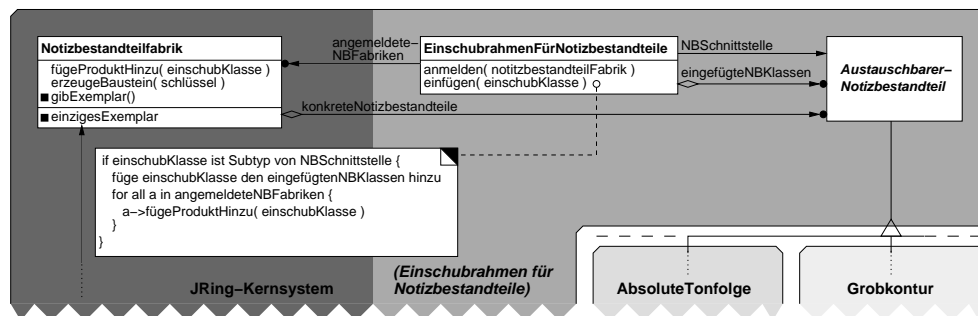 Notizbestandteilfabrik
fügeProduktHinzu( einschubKlasse )
erzeugeBaustein( schlüssel )
gibExemplar()
einzigesExemplar
angemeldete–
NBFabriken
EinschubrahmenFürNotizbestandteile
anmelden( notitzbestandteilFabrik )
einfügen( einschubKlasse )
NBSchnittstelle
eingefügteNBKlassen
konkreteNotizbestandteile
Austauschbarer–
Notizbestandteil
if einschubKlasse ist Subtyp von NBSchnittstelle {
füge einschubKlasse den eingefügtenNBKlassen hinzu
for all a in angemeldeteNBFabriken {
a–>fügeProduktHinzu( einschubKlasse )
}
}
JRing–Kernsystem
(Einschubrahmen für
Notizbestandteile)
AbsoluteTonfolge
Grobkontur